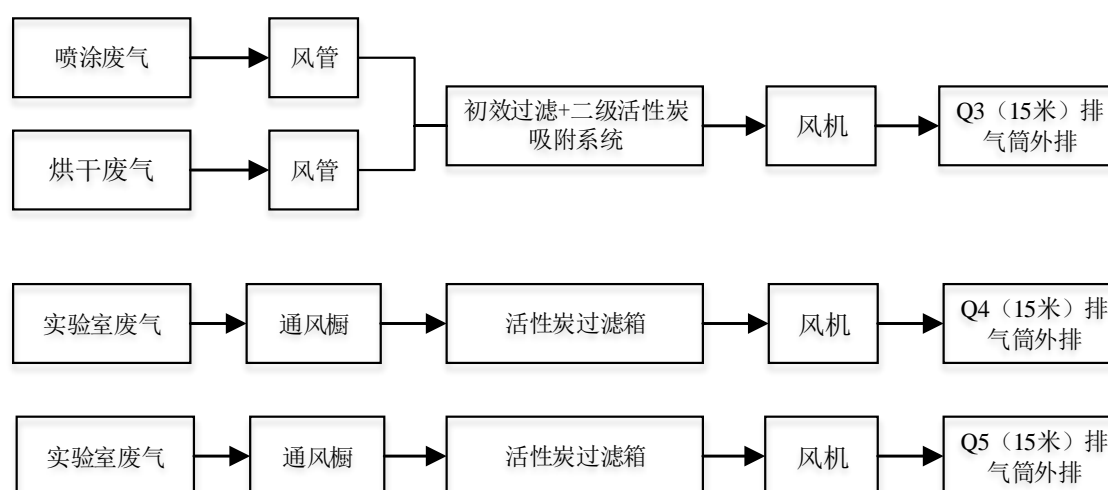 喷涂废气
风管
烘干废气
风管
初效过滤+二级活性炭
吸附系统
风机
Q3（15米）排
气筒外排
实验室废气
通风橱
活性炭过滤箱
风机
Q4（15米）排
气筒外排
实验室废气
通风橱
活性炭过滤箱
风机
Q5（15米）排
气筒外排